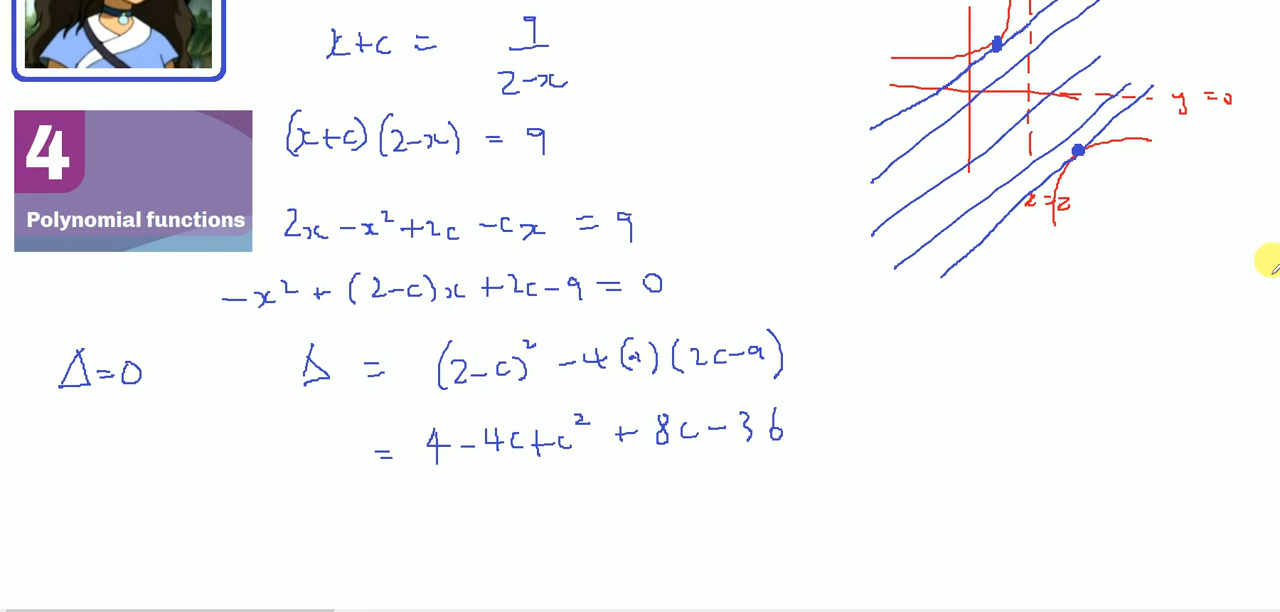 x+c = 9/(2-x)
4
Polynomial functions
(x+c)(2-x) = 9
y = 0
x = 2
2x - x² + 2c - cx = 9
-x² + (2-c)x + 2c - 9 = 0
Δ=0
Δ = (2-c)² - 4( )(2c-9)
= 4 - 4c + c² + 8c - 36